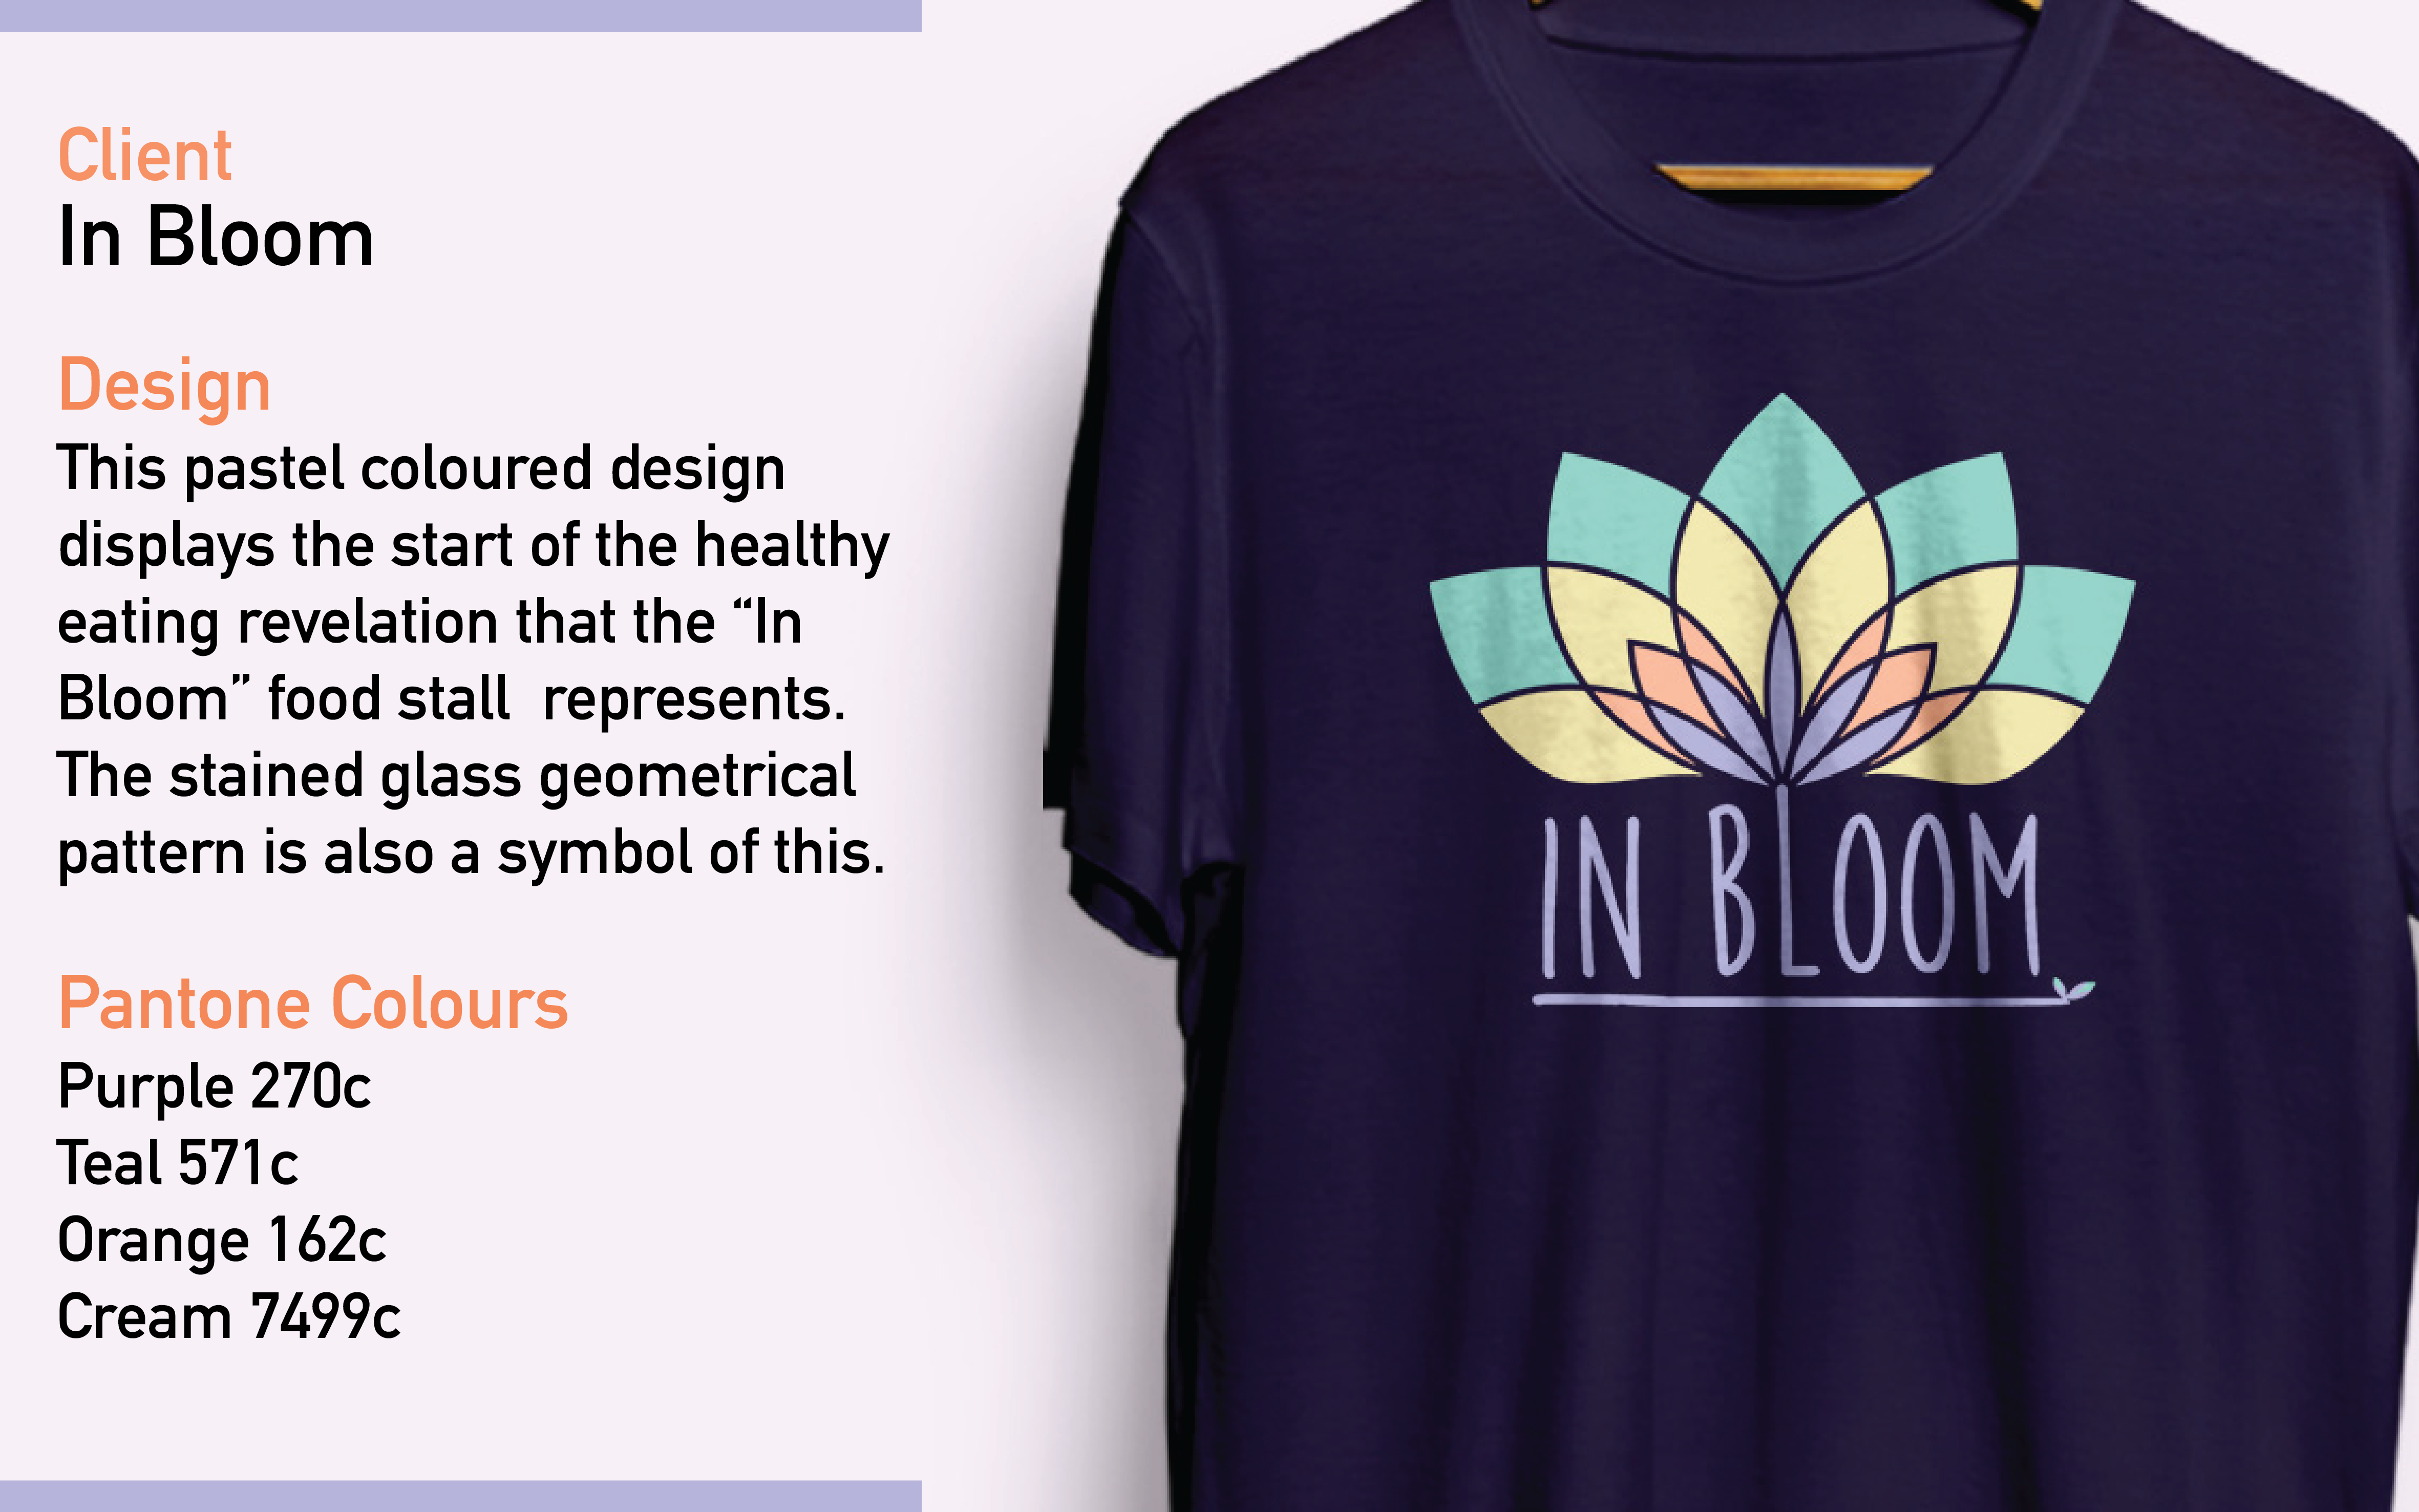 Client
In Bloom
Design
This pastel coloured design
displays the start of the healthy
eating revelation that the “In
Bloom” food stall  represents.
The stained glass geometrical
pattern is also a symbol of this.
Pantone Colours
Purple 270c
Teal 571c
Orange 162c
Cream 7499c
IN BLOOM